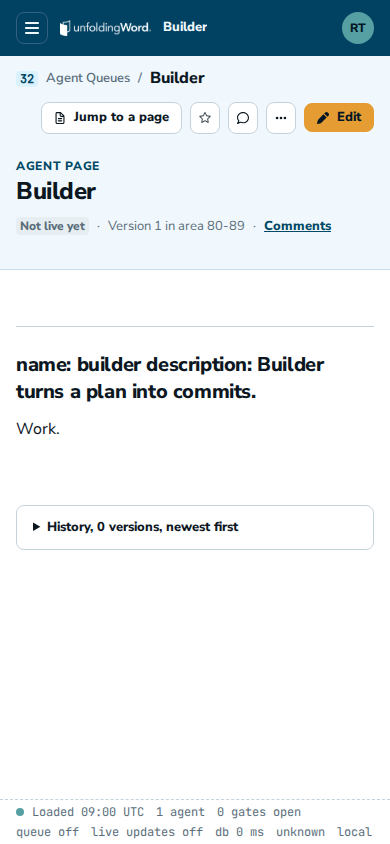 unfoldingWord. Builder RT
32 Agent Queues / Builder
Jump to a page Edit
AGENT PAGE
Builder
Not live yet · Version 1 in area 80-89 · Comments
name: builder description: Builder
turns a plan into commits.
Work.
History, 0 versions, newest first
Loaded 09:00 UTC 1 agent 0 gates open
queue off live updates off db 0 ms unknown local